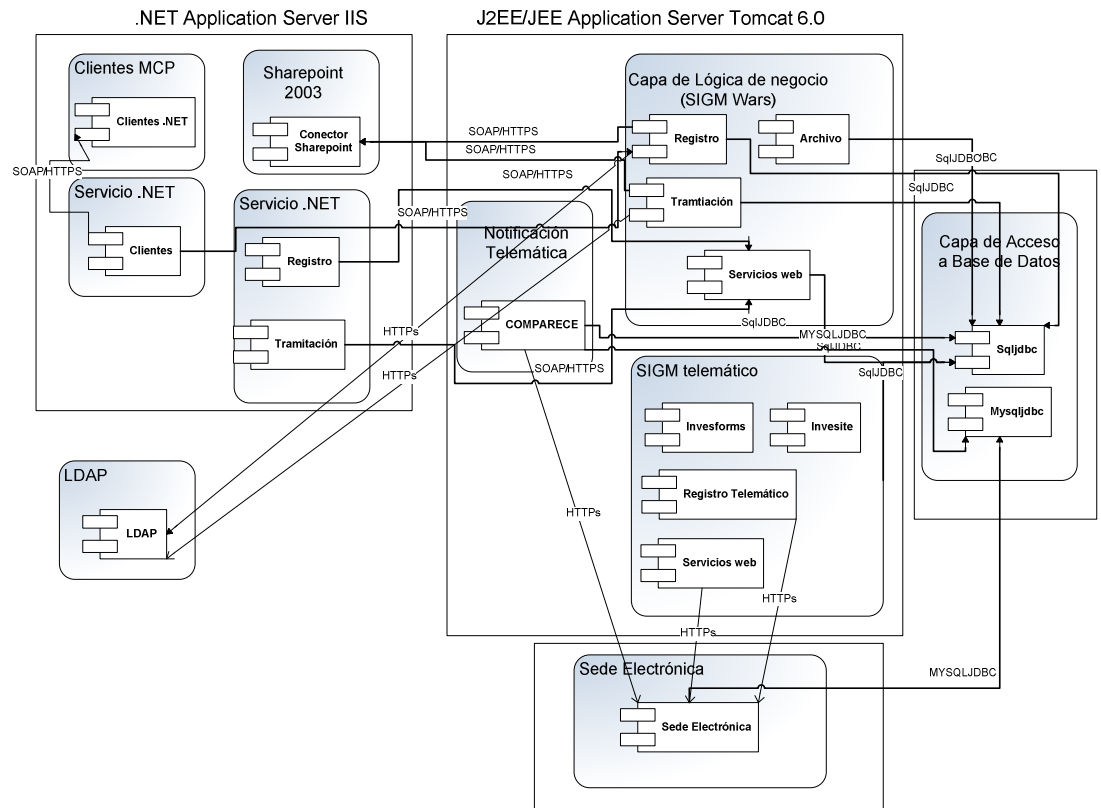 .NET Application Server IIS
J2EE/JEE Application Server Tomcat 6.0
Clientes MCP
Clientes .NET
Sharepoint
2003
Conector
Sharepoint
SOAP/HTTPS
Servicio .NET
Clientes
Servicio .NET
Registro
Tramitación
SOAP/HTTPS
SOAP/HTTPS
SOAP/HTTPS
SOAP/HTTPS
Capa de Lógica de negocio
(SIGM Wars)
Registro
Archivo
Tramtiación
Servicios web
Notificación
Telemática
COMPARECE
SOAP/HTTPS
HTTPs
HTTPs
SqlJDBC
SqlJDBC
SqlJDBC
MYSQLJDBC
SqlJDBC
SqlJDBC
Capa de Acceso
a Base de Datos
Sqljdbc
Mysqljdbc
SIGM telemático
Invesforms
Invesite
Registro Telemático
Servicios web
LDAP
LDAP
HTTPs
HTTPs
HTTPs
MYSQLJDBC
Sede Electrónica
Sede Electrónica